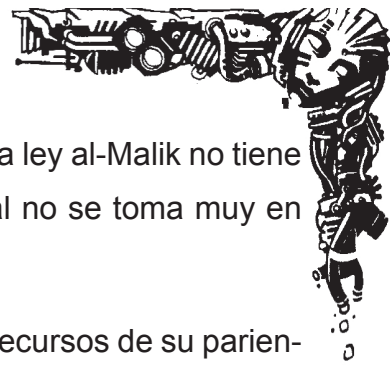 a ley al-Malik no tiene
al no se toma muy en
ecursos de su parien-